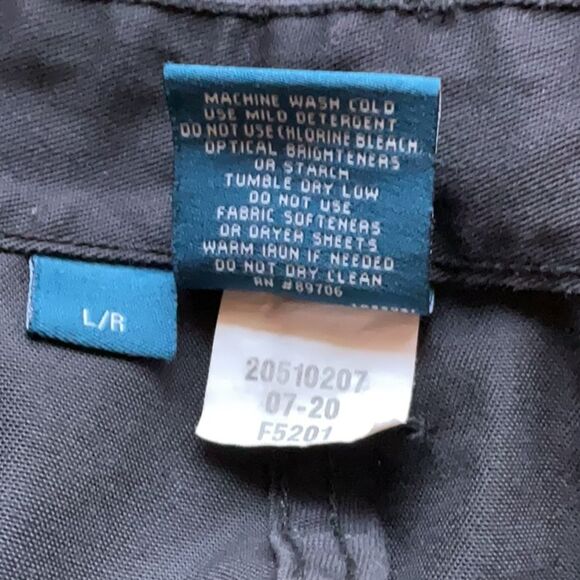 MACHINE WASH COLD
USE MILD DETERGENT
DO NOT USE CHLORINE BLEACH,
OPTICAL BRIGHTENERS
OR STARCH
TUMBLE DRY LOW
DO NOT USE
FABRIC SOFTENERS
OR DRYER SHEETS
WARM IRON IF NEEDED
DO NOT DRY CLEAN
RN #89706
L/R
20510207
07-20
F5201